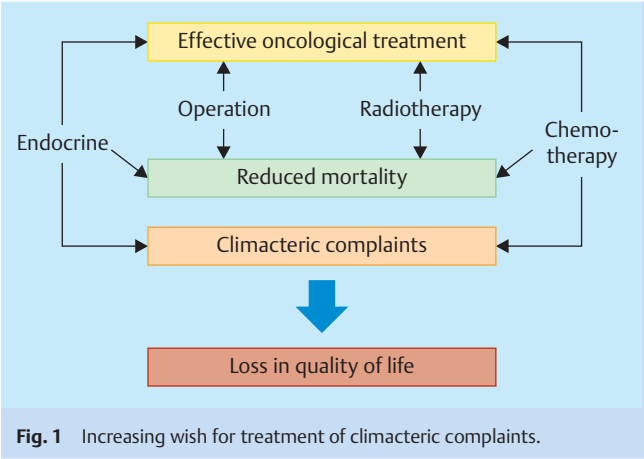 Effective oncological treatment
Operation
Radiotherapy
Endocrine
Chemo-
therapy
Reduced mortality
Climacteric complaints
Loss in quality of life
Fig. 1 Increasing wish for treatment of climacteric complaints.